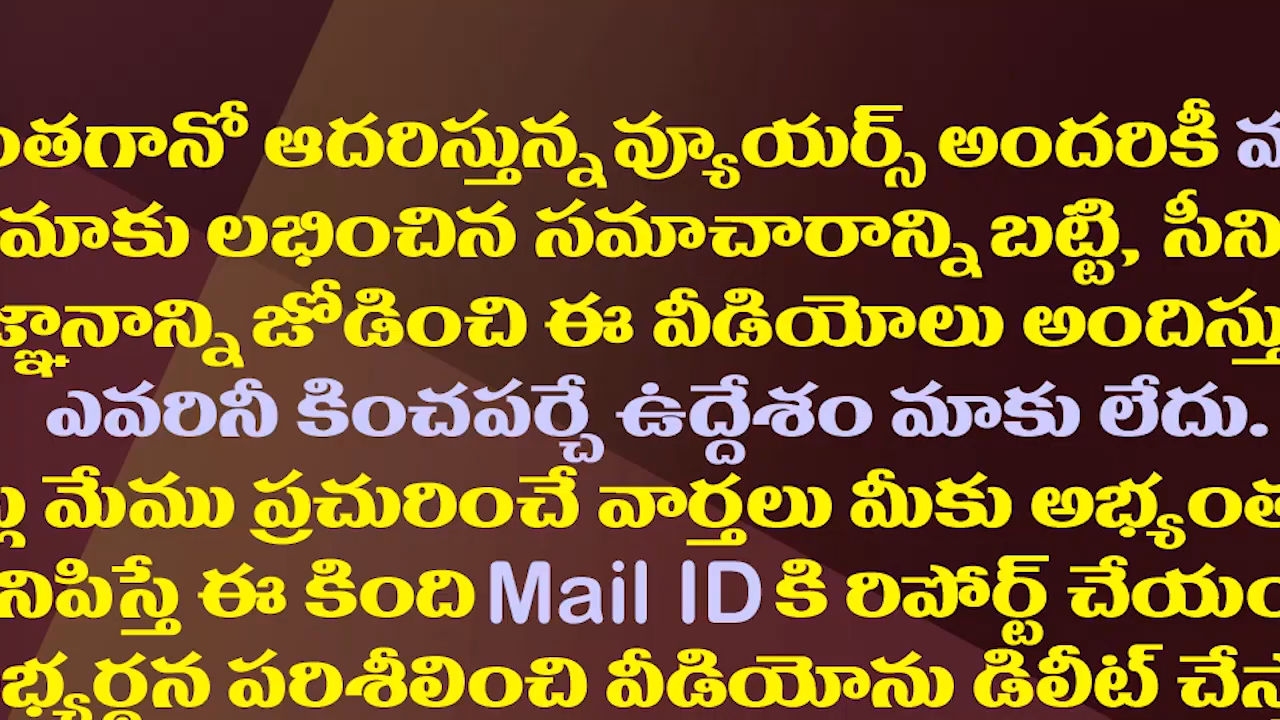 ంతగానో ఆదరిస్తున్న వ్యూయర్స్ అందరికీ
మాకు లభించిన సమాచారాన్ని బట్టి, సీని
జ్ఞానాన్ని జోడించి ఈ వీడియోలు అందిస్తు
ఎవరినీ కించపర్చే ఉద్దేశం మాకు లేదు.
మేము ప్రచురించే వార్తలు మీకు అభ్యంత
నిపిస్తే ఈ కింది Mail ID కి రిపోర్ట్ చేయం
భ్యర్థన పరిశీలించి వీడియోను డిలీట్ చేస